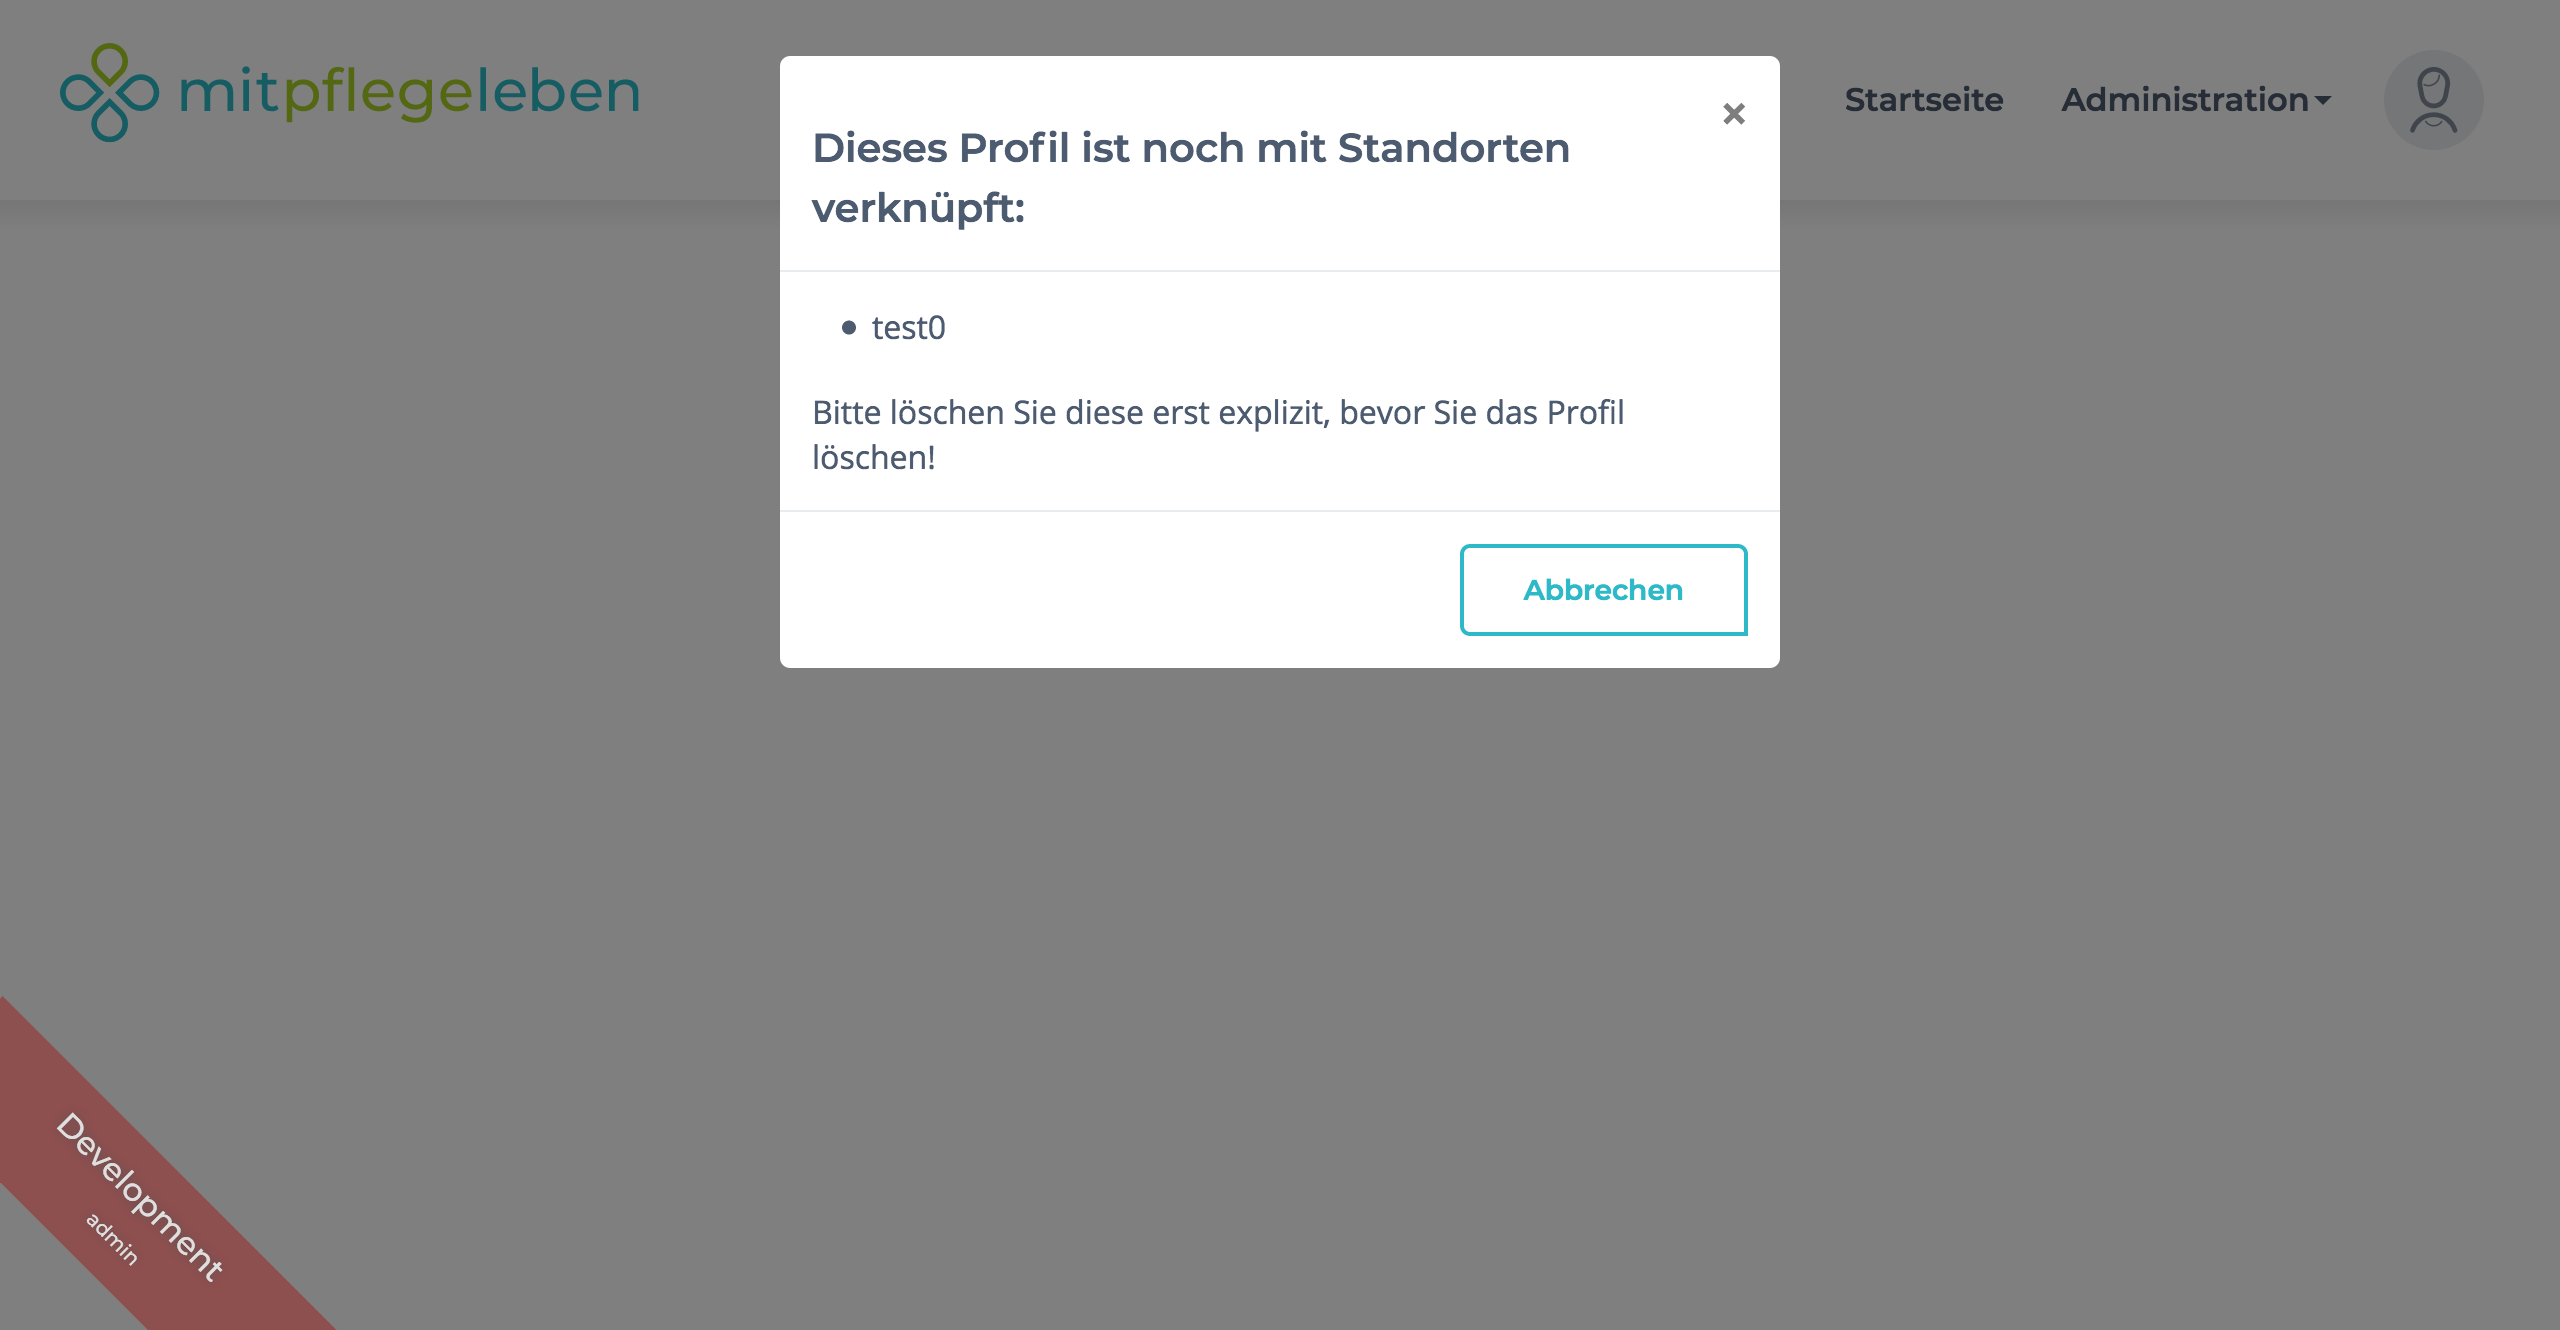 mitpflegeleben
Startseite
Administration
Dieses Profil ist noch mit Standorten
verknüpft:
test0
Bitte löschen Sie diese erst explizit, bevor Sie das Profil
löschen!
Abbrechen
Development
admin